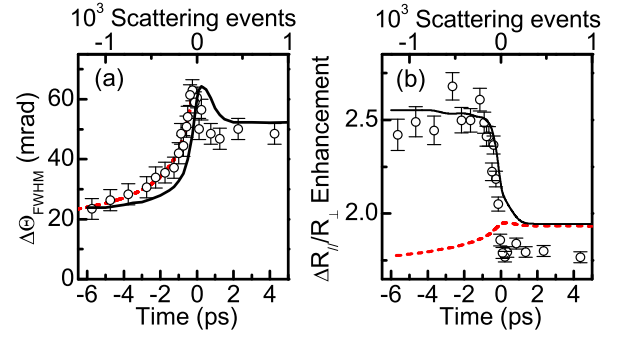 10³ Scattering events
10³ Scattering events
-1
0
1
-1
0
1
(a)
(b)
ΔΘ_FWHM (mrad)
60
40
20
0
ΔR_///R_⊥ Enhancement
2.5
2.0
-6 -4 -2 0 2 4
-6 -4 -2 0 2 4
Time (ps)
Time (ps)